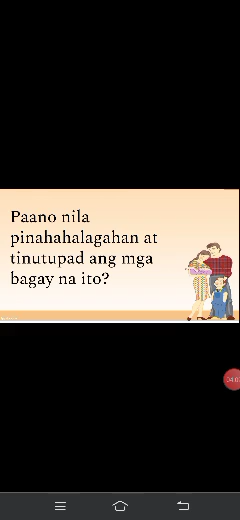 Paano nila
pinahahalagahan at
tinutupad ang mga
bagay na ito?